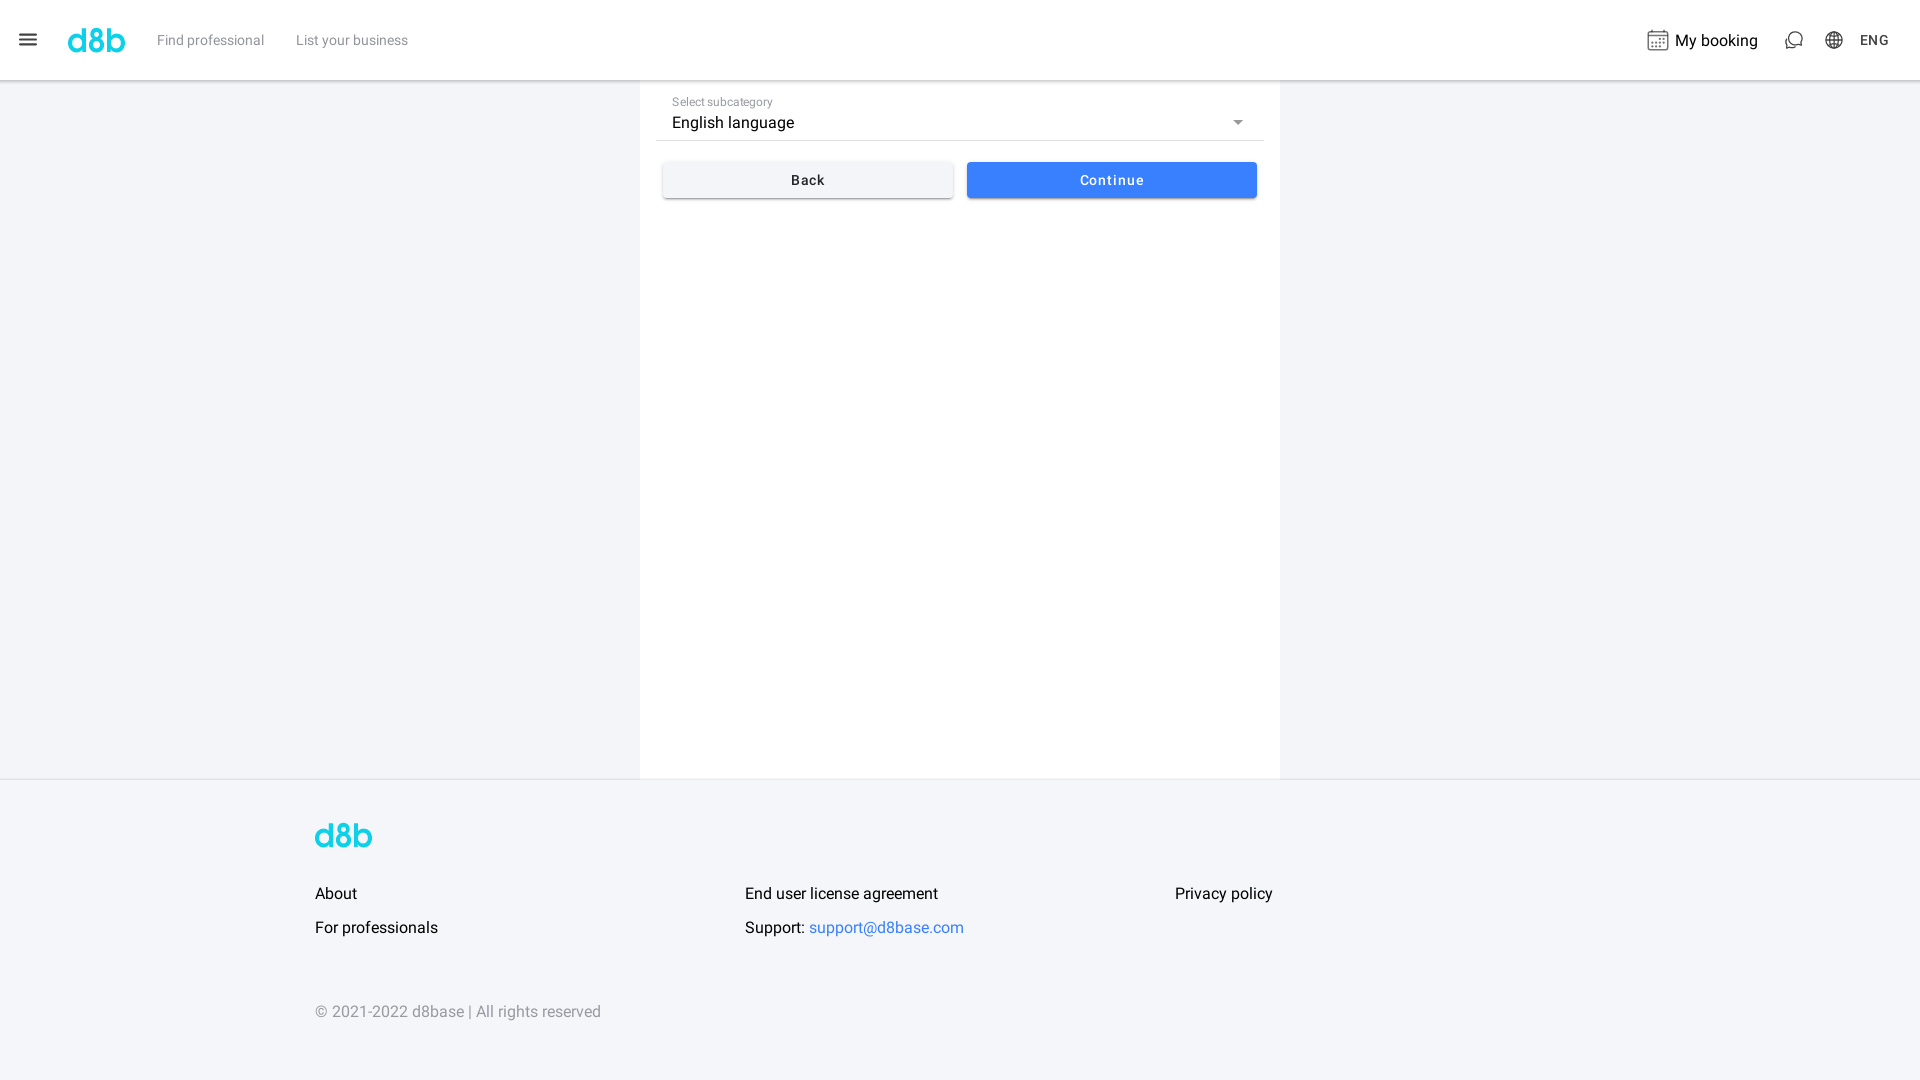 d8b
Find professional
List your business
My booking
ENG
Select subcategory
English language
Back
Continue
d8b
About
End user license agreement
Privacy policy
For professionals
Support: support@d8base.com
© 2021-2022 d8base | All rights reserved